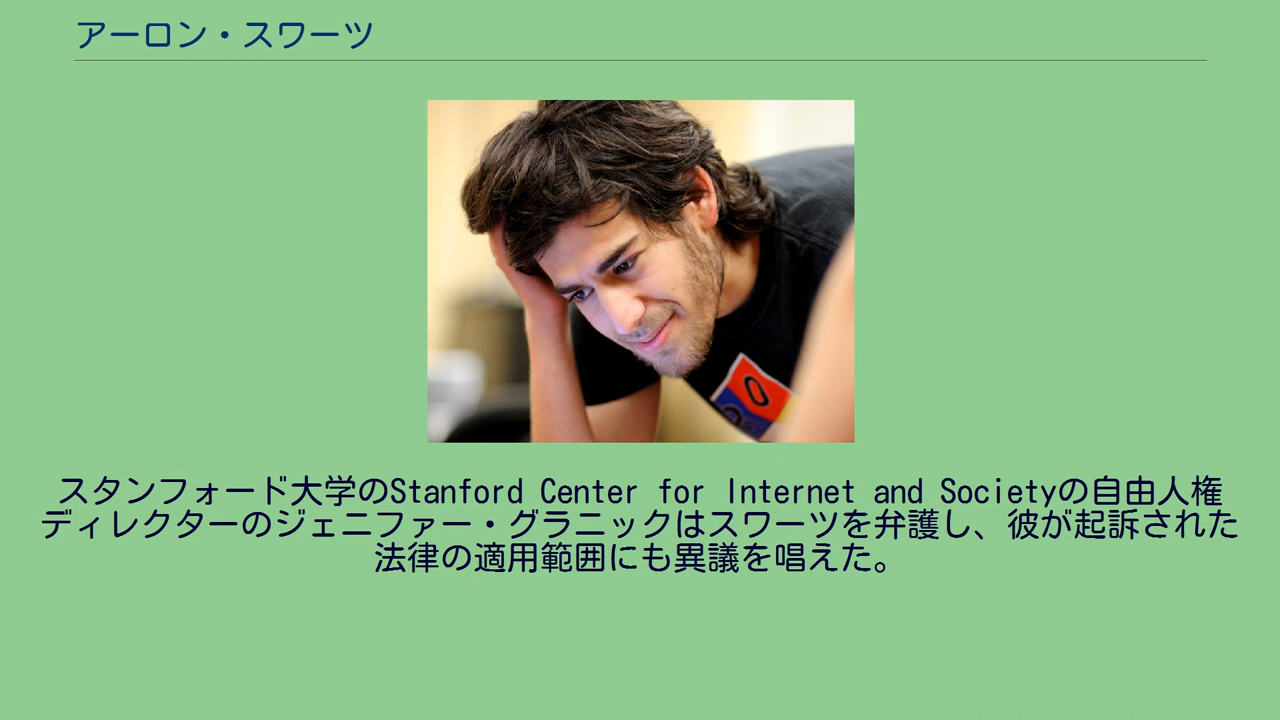 アーロン・スワーツ
スタンフォード大学のStanford Center for Internet and Societyの自由人権
ディレクターのジェニファー・グラニックはスワーツを弁護し、彼が起訴された
法律の適用範囲にも異議を唱えた。